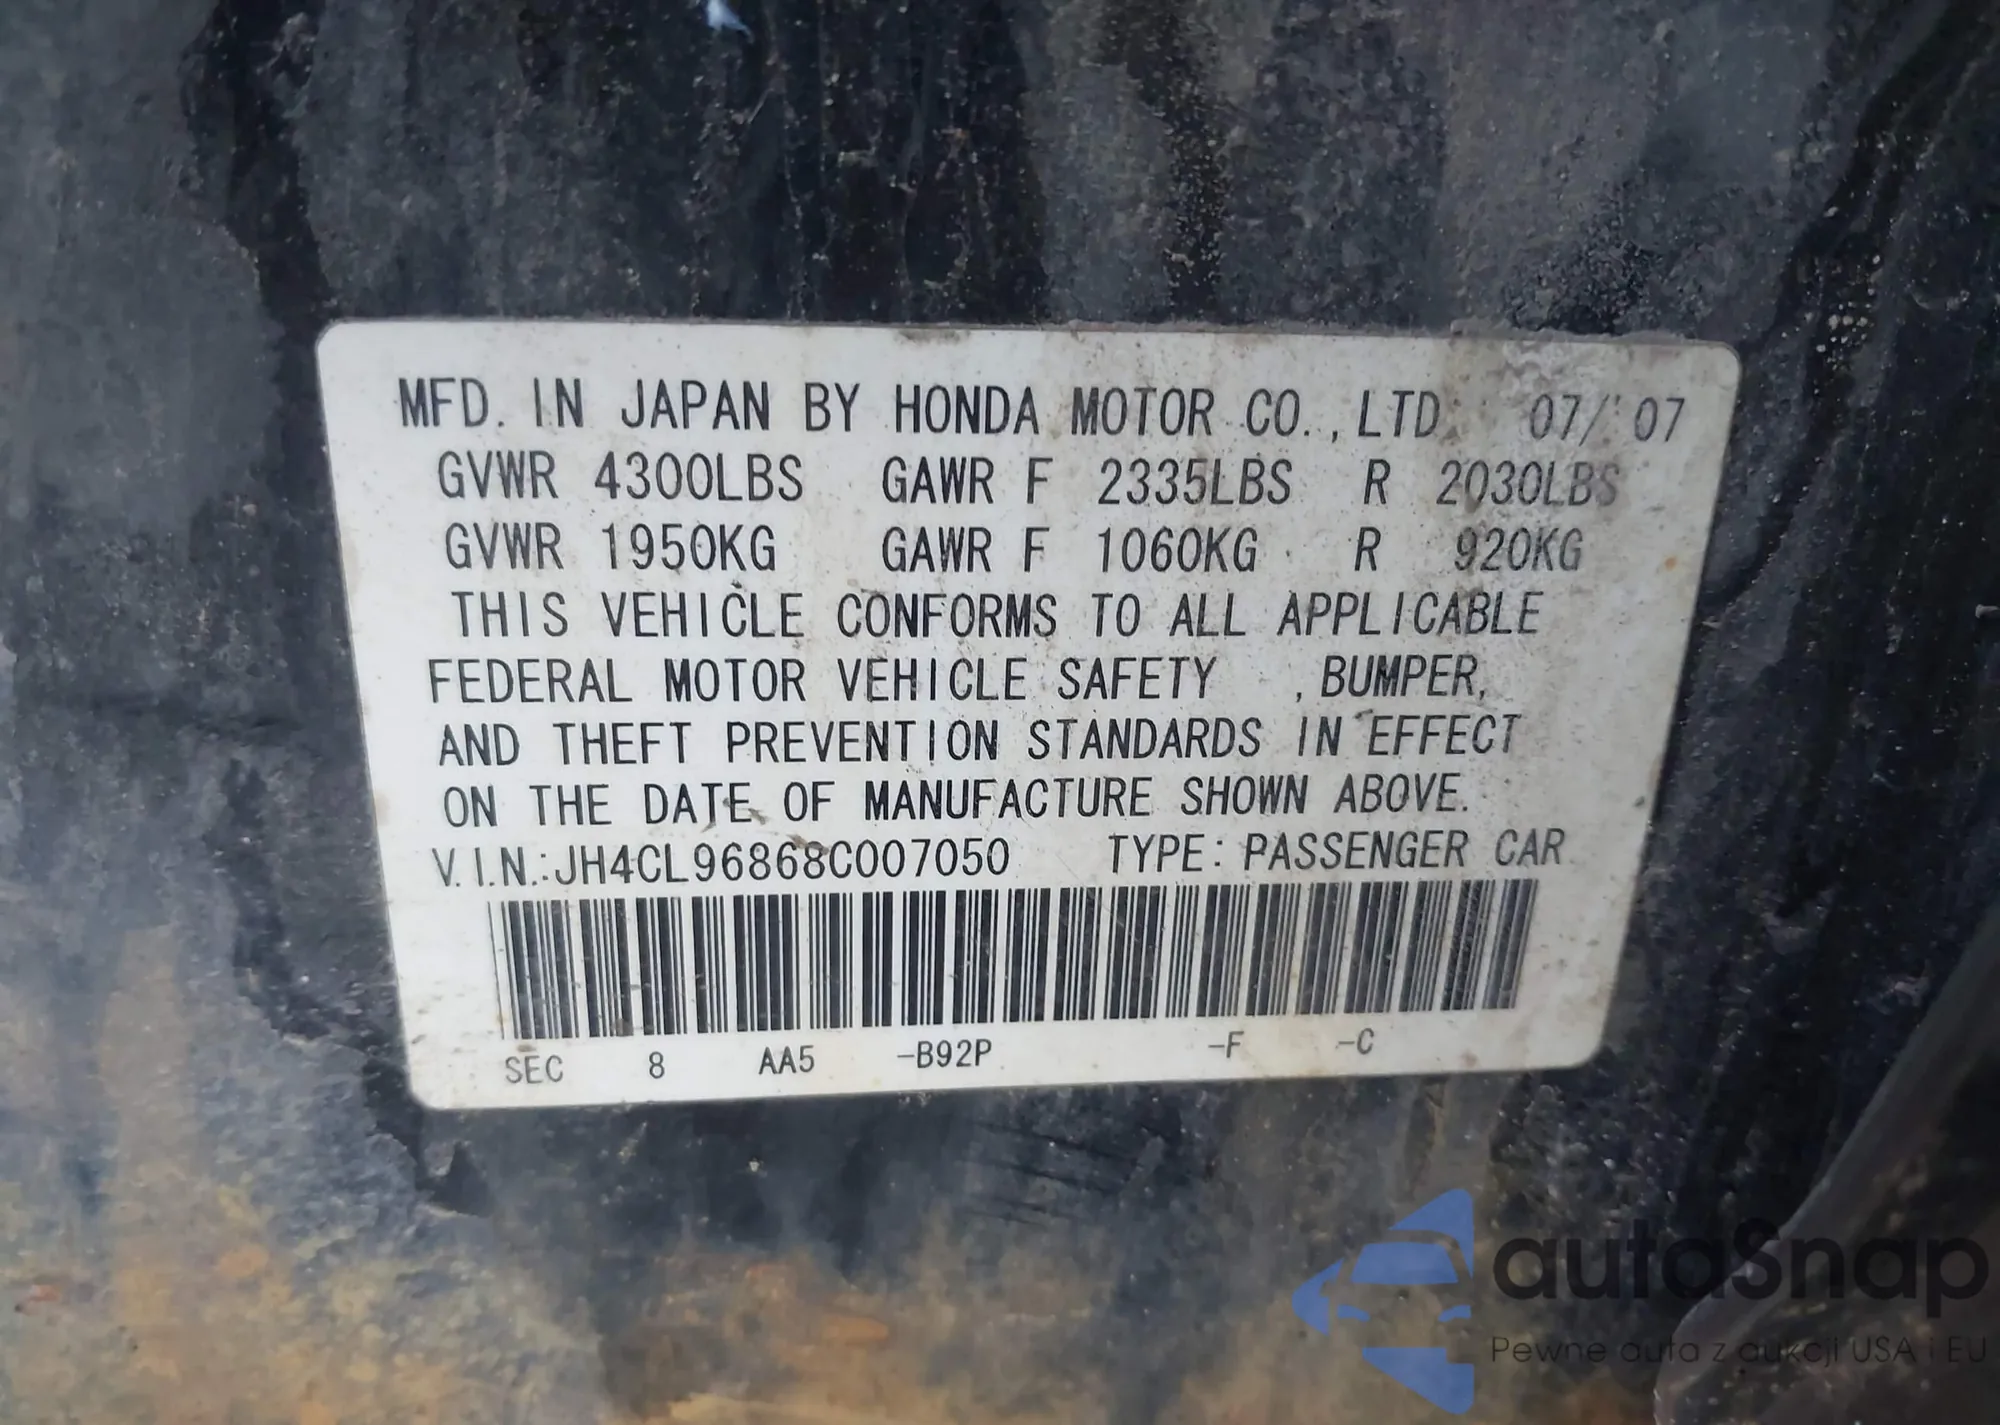 MFD. IN JAPAN BY HONDA MOTOR CO., LTD. 07/'07
GVWR 4300LBS GAWR F 2335LBS R 2030LBS
GVWR 1950KG GAWR F 1060KG R 920KG
THIS VEHICLE CONFORMS TO ALL APPLICABLE
FEDERAL MOTOR VEHICLE SAFETY , BUMPER,
AND THEFT PREVENTION STANDARDS IN EFFECT
ON THE DATE OF MANUFACTURE SHOWN ABOVE.
V.I.N.:JH4CL96868C007050 TYPE: PASSENGER CAR
SEC 8 AA5 -B92P -F -C
autaSnap
Pewne auta z aukcji USA i EU